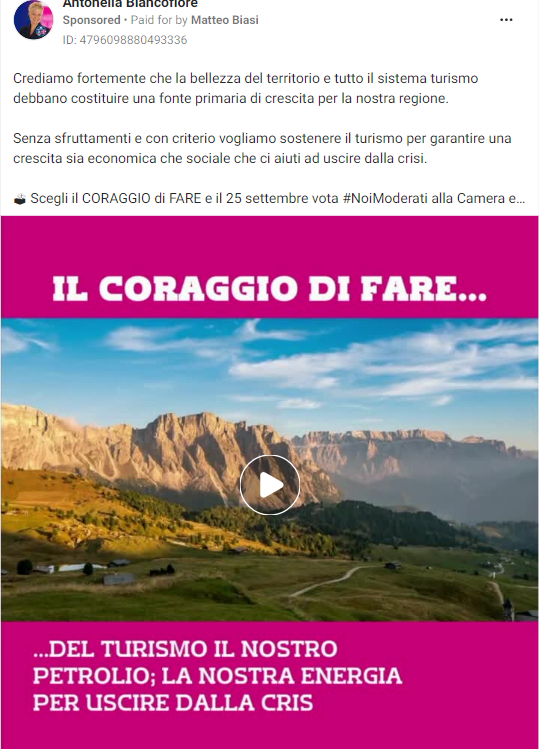 Antonella Biancofiore
Sponsored • Paid for by Matteo Biasi
ID: 4796098880493336
Crediamo fortemente che la bellezza del territorio e tutto il sistema turismo
debbano costituire una fonte primaria di crescita per la nostra regione.
Senza sfruttamenti e con criterio vogliamo sostenere il turismo per garantire una
crescita sia economica che sociale che ci aiuti ad uscire dalla crisi.
🗳 Scegli il CORAGGIO di FARE e il 25 settembre vota #NoiModerati alla Camera e...
IL CORAGGIO DI FARE...
...DEL TURISMO IL NOSTRO
PETROLIO; LA NOSTRA ENERGIA
PER USCIRE DALLA CRIS